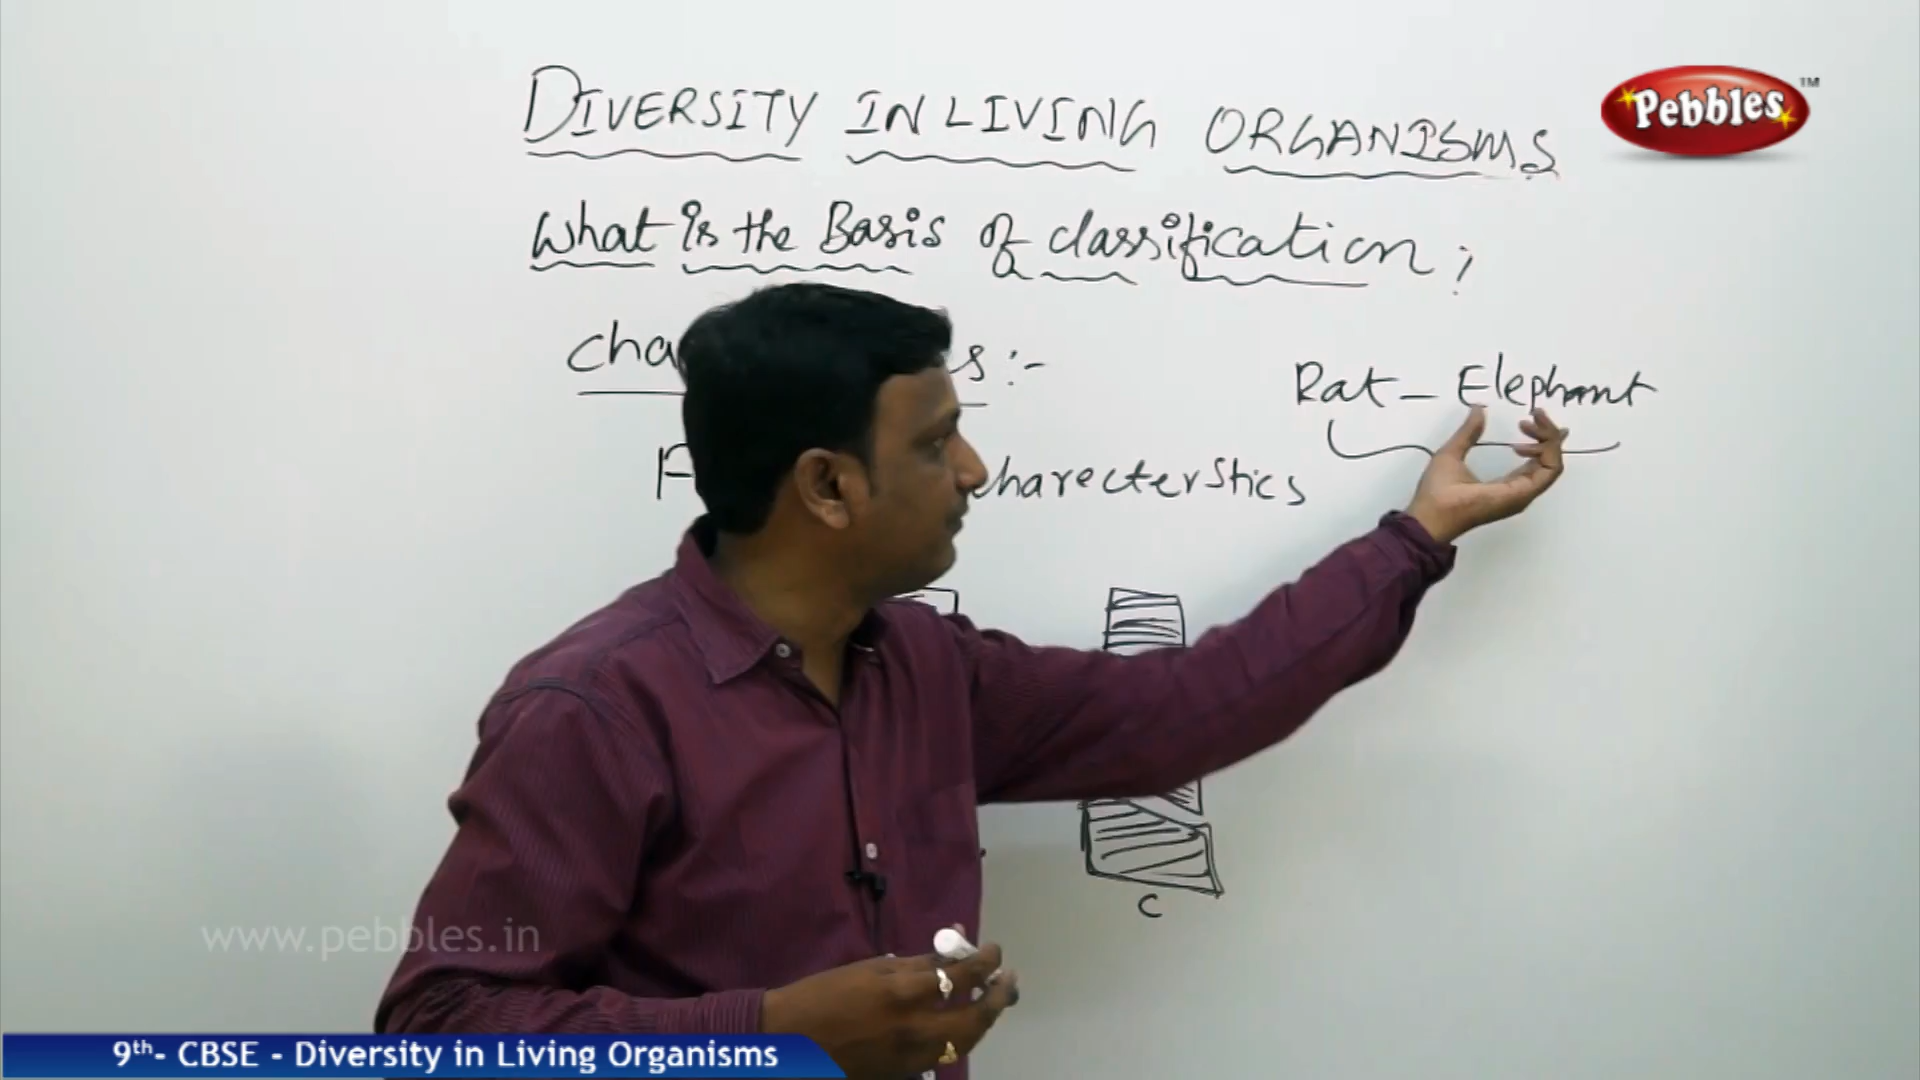 DIVERSITY IN LIVING ORGANISMS
Pebbles™
What is the Basis of classification;
:-
Rat - Elephant
charecterstics
C
www.pebbles.in
9th- CBSE - Diversity in Living Organisms